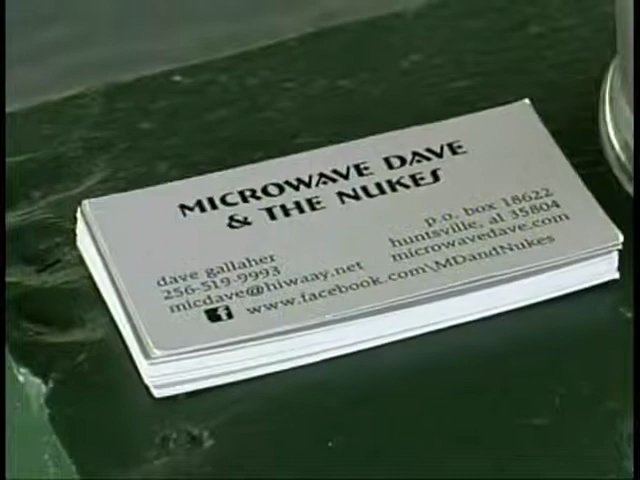 MICROWAVE DAVE
& THE NUKES
dave gallaher
256-519-9993
micdave@hiwaay.net
p.o. box 18622
huntsville, al 35804
microwavedave.com
www.facebook.com\MDandNukes